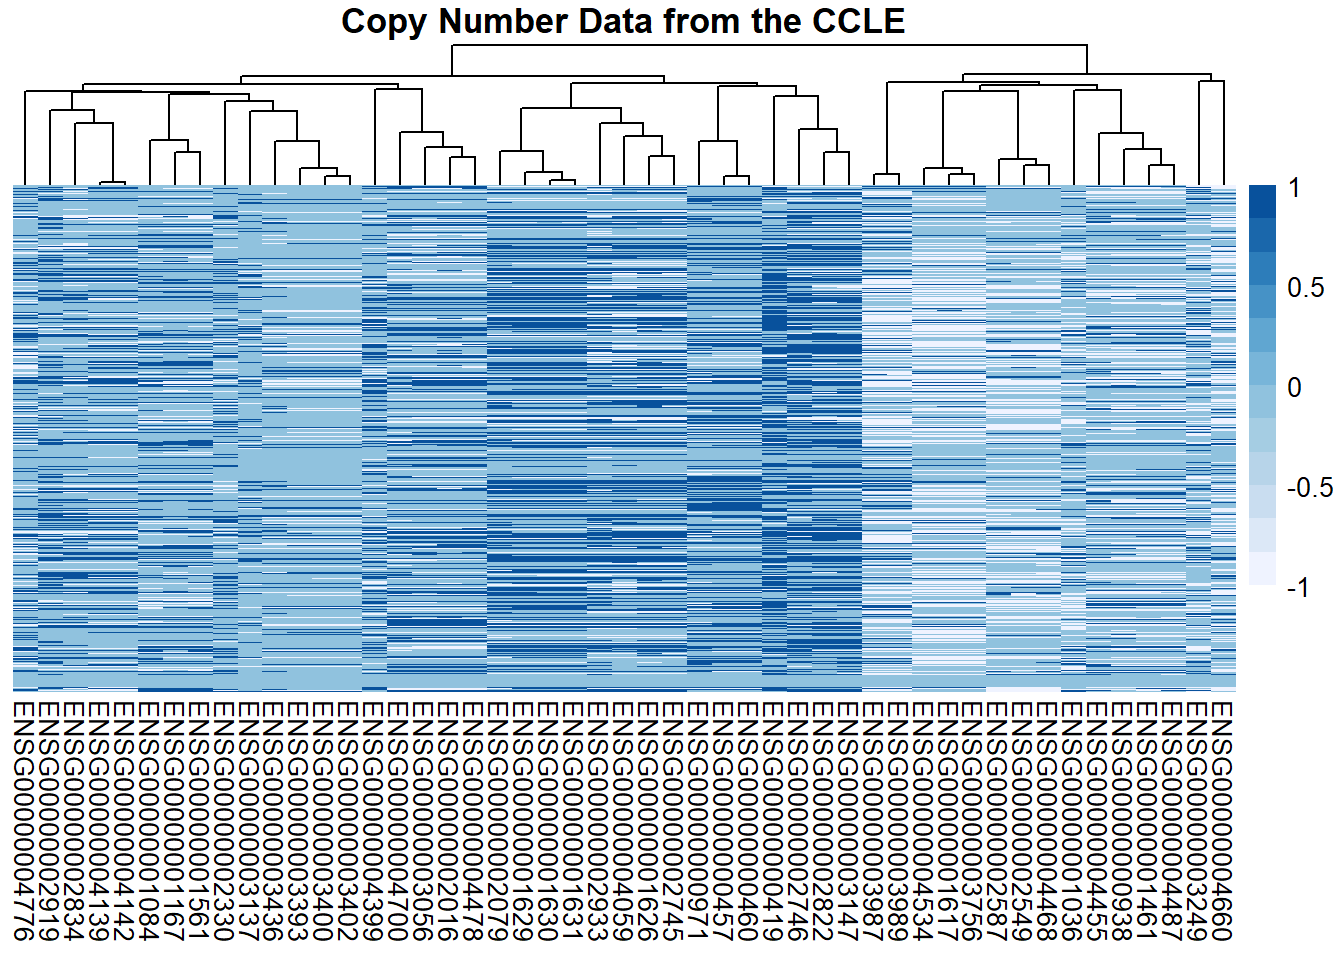 Copy Number Data from the CCLE
1
0.5
0
-0.5
-1
ENSG00000004776
ENSG00000002919
ENSG00000002834
ENSG00000004139
ENSG00000004142
ENSG00000001084
ENSG00000001167
ENSG00000001561
ENSG00000002330
ENSG00000003137
ENSG00000003436
ENSG00000003393
ENSG00000003400
ENSG00000003402
ENSG00000004399
ENSG00000004700
ENSG00000003056
ENSG00000002016
ENSG00000004478
ENSG00000002079
ENSG00000001629
ENSG00000001630
ENSG00000001631
ENSG00000002933
ENSG00000004059
ENSG00000001626
ENSG00000002745
ENSG00000000971
ENSG00000000457
ENSG00000000460
ENSG00000000419
ENSG00000002746
ENSG00000002822
ENSG00000003147
ENSG00000003987
ENSG00000003989
ENSG00000004534
ENSG00000001617
ENSG00000003756
ENSG00000002587
ENSG00000002549
ENSG00000004468
ENSG00000001036
ENSG00000004455
ENSG00000000938
ENSG00000001461
ENSG00000004487
ENSG00000003249
ENSG00000004660